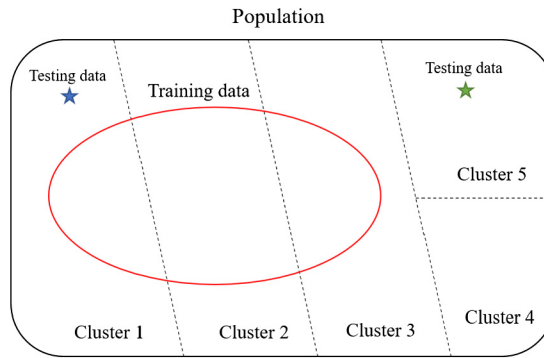 Population
Testing data
Testing data
Training data
Cluster 5
Cluster 1
Cluster 2
Cluster 3
Cluster 4